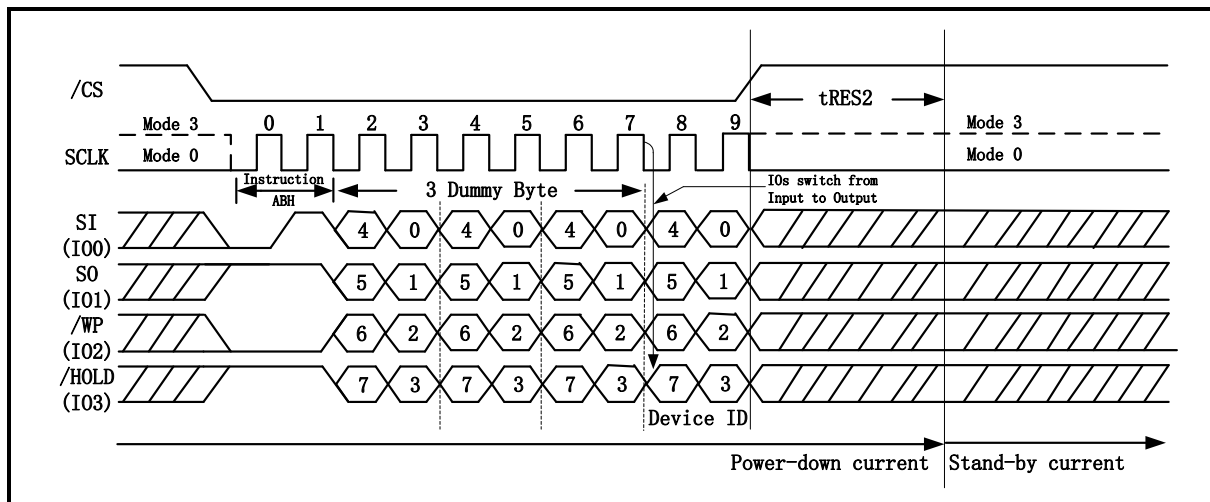 /CS
tRES2
0 1 2 3 4 5 6 7 8 9
Mode 3
Mode 3
SCLK
Mode 0
Mode 0
Instruction
ABH
3 Dummy Byte
IOs switch from
Input to Output
SI
(IO0)
4 0 4 0 4 0 4 0
SO
(IO1)
5 1 5 1 5 1 5 1
/WP
(IO2)
6 2 6 2 6 2 6 2
/HOLD
(IO3)
7 3 7 3 7 3 7 3
Device ID
Power-down current
Stand-by current